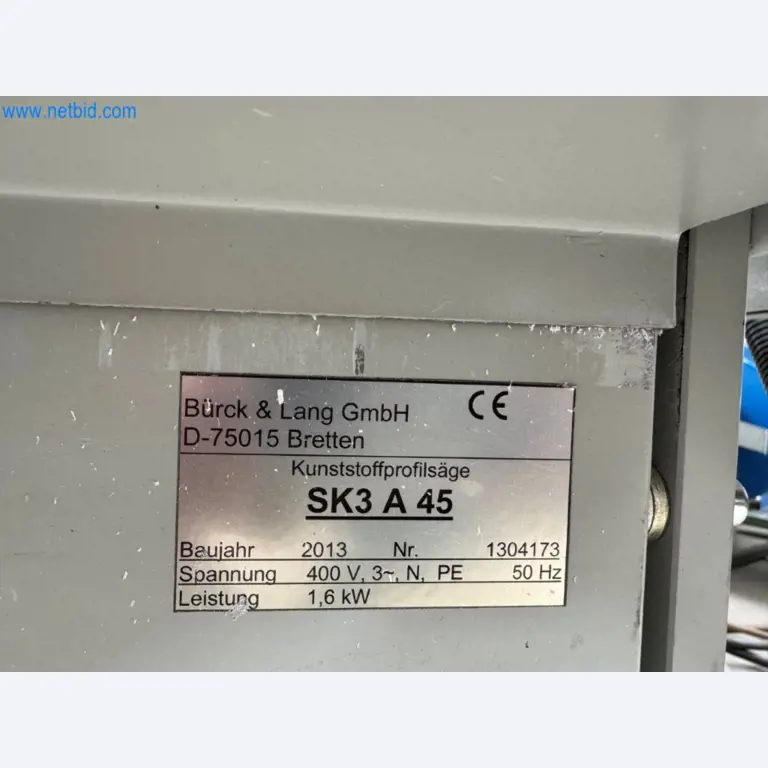 www.netbid.com
Bürck & Lang GmbH CE
D-75015 Bretten
Kunststoffprofilsäge
SK3 A 45
Baujahr 2013 Nr. 1304173
Spannung 400 V, 3~, N, PE 50 Hz
Leistung 1,6 kW